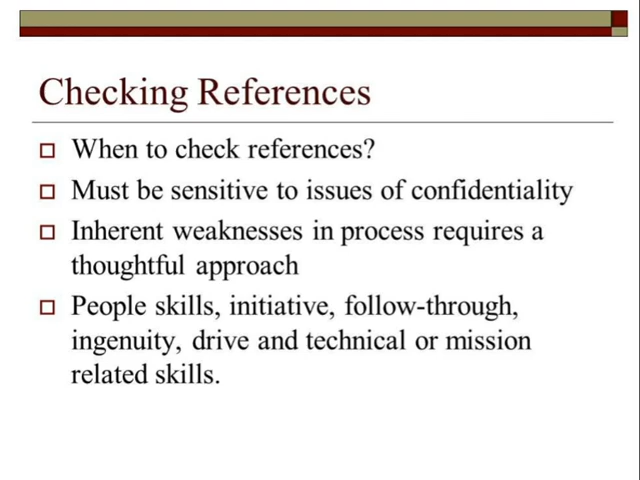 Checking References
When to check references?
Must be sensitive to issues of confidentiality
Inherent weaknesses in process requires a
thoughtful approach
People skills, initiative, follow-through,
ingenuity, drive and technical or mission
related skills.